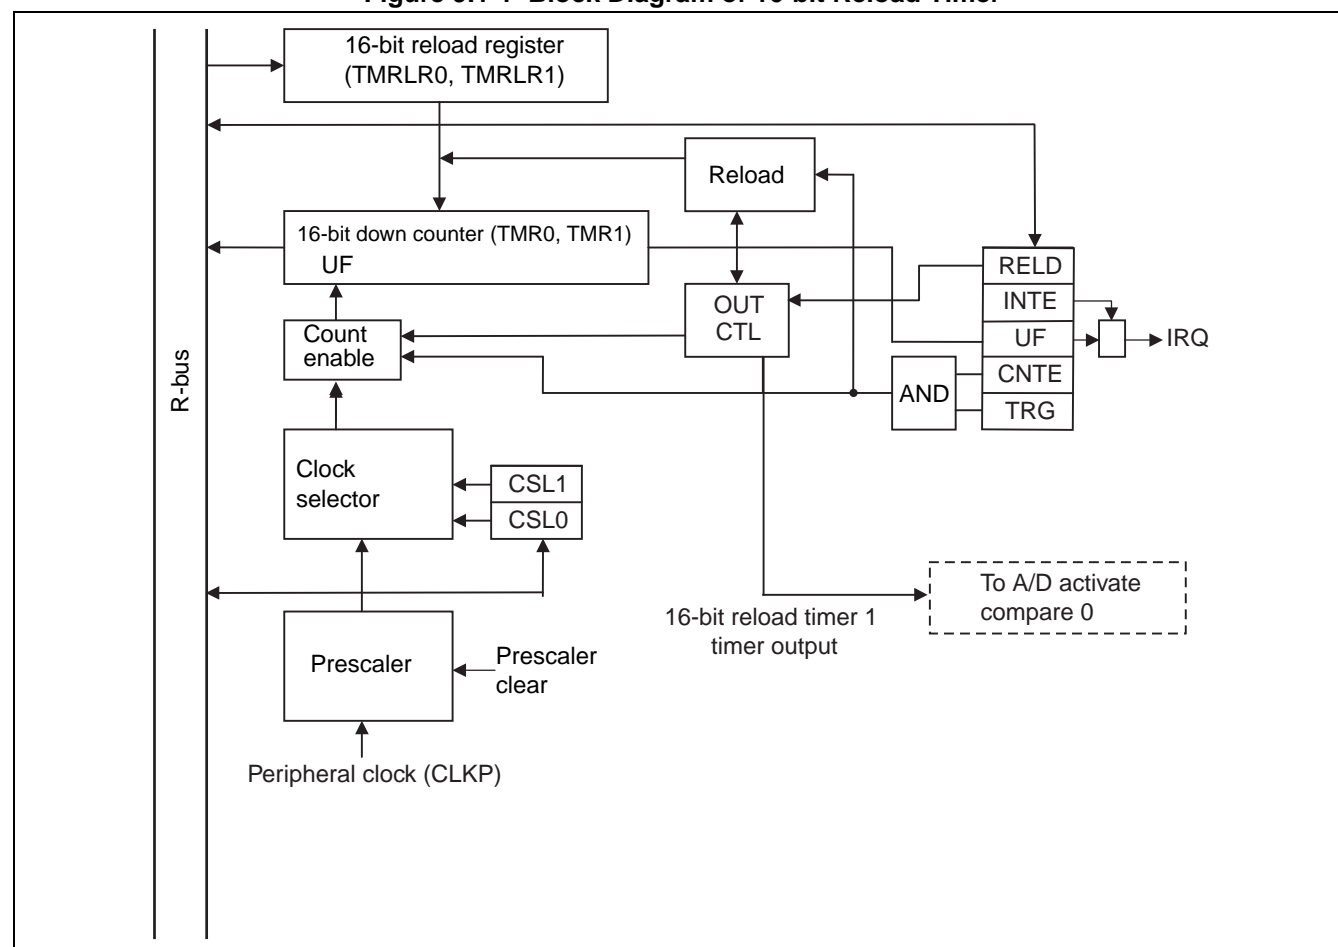 16-bit reload register
(TMRLR0, TMRLR1)
Reload
16-bit down counter (TMR0, TMR1)
UF
RELD
INTE
UF
CNTE
TRG
IRQ
OUT
CTL
Count
enable
AND
R-bus
Clock
selector
CSL1
CSL0
To A/D activate
compare 0
16-bit reload timer 1
timer output
Prescaler
Prescaler
clear
Peripheral clock (CLKP)